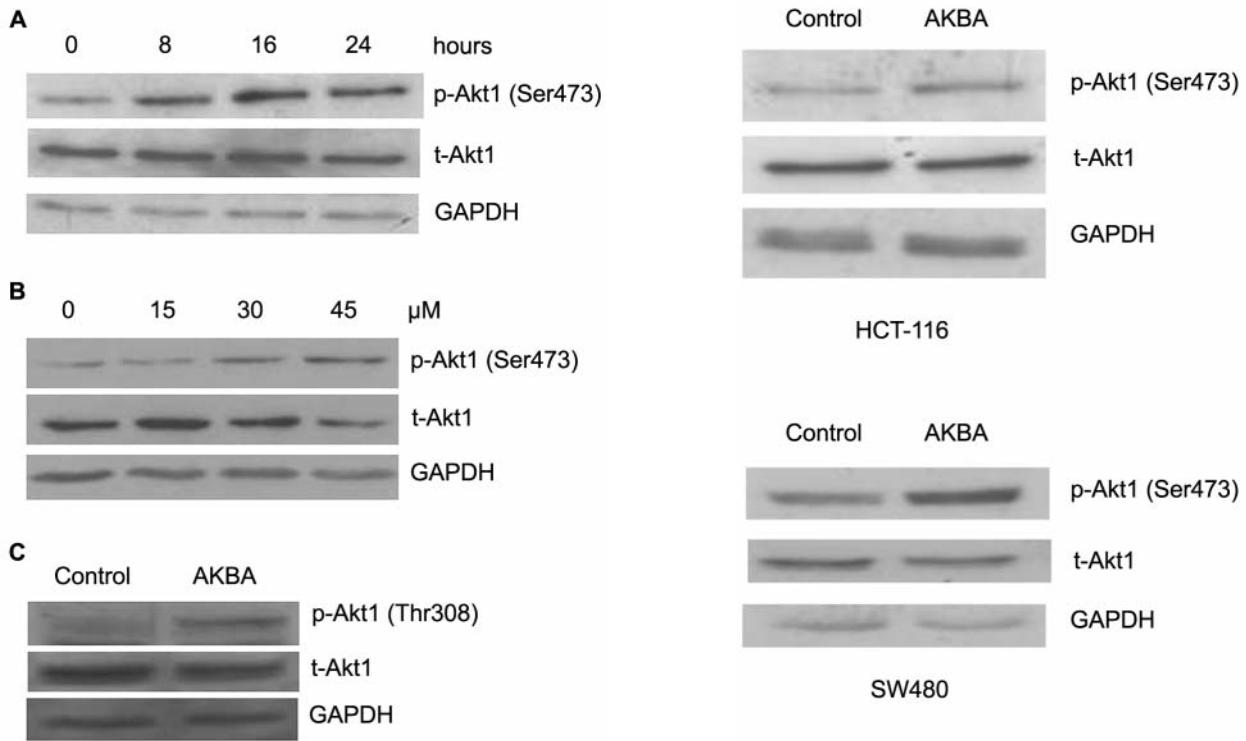 A
0 8 16 24 hours
p-Akt1 (Ser473)
t-Akt1
GAPDH
B
0 15 30 45 µM
p-Akt1 (Ser473)
t-Akt1
GAPDH
C
Control AKBA
p-Akt1 (Thr308)
t-Akt1
GAPDH
Control AKBA
p-Akt1 (Ser473)
t-Akt1
GAPDH
HCT-116
Control AKBA
p-Akt1 (Ser473)
t-Akt1
GAPDH
SW480